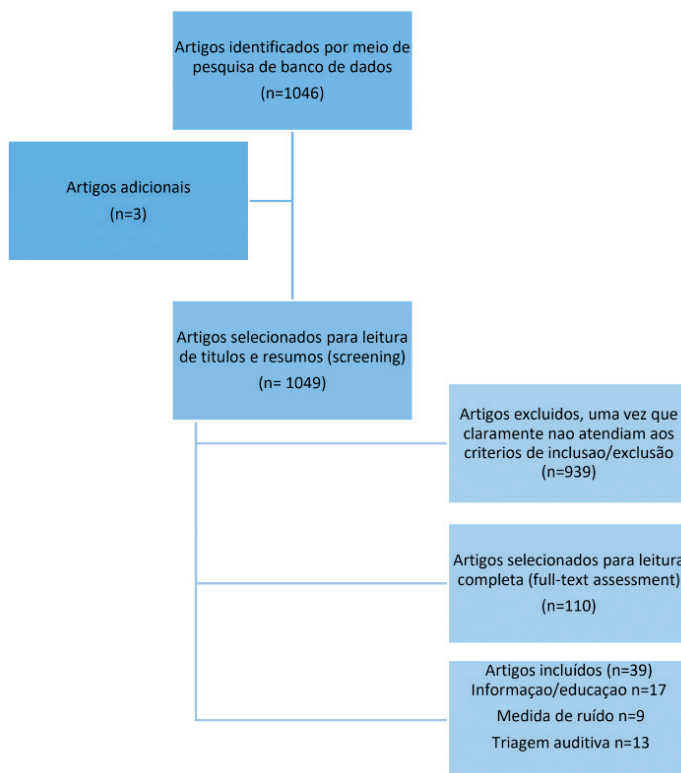 Artigos identificados por meio de
pesquisa de banco de dados
(n=1046)
Artigos adicionais
(n=3)
Artigos selecionados para leitura
de titulos e resumos (screening)
(n= 1049)
Artigos excluidos, uma vez que
claramente nao atendiam aos
criterios de inclusao/exclusão
(n=939)
Artigos selecionados para leitura
completa (full-text assessment)
(n=110)
Artigos incluídos (n=39)
Informaçao/educaçao n=17
Medida de ruído n=9
Triagem auditiva n=13